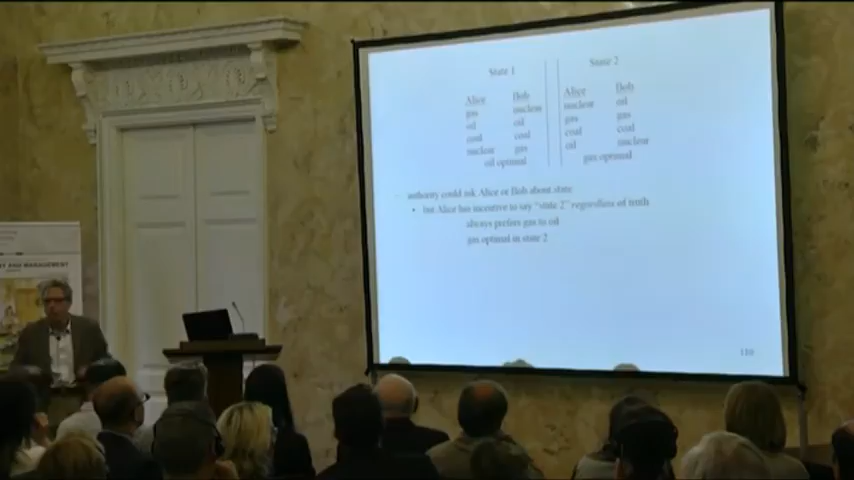 State 1 State 2
Alice Bob Alice Bob
gas nuclear nuclear oil
oil oil gas gas
coal coal coal coal
nuclear gas oil nuclear
oil optimal gas optimal
authority could ask Alice or Bob about state
• but Alice has incentive to say "state 2" regardless of truth
always prefers gas to oil
gas optimal in state 2
110
AND MANAGEMENT